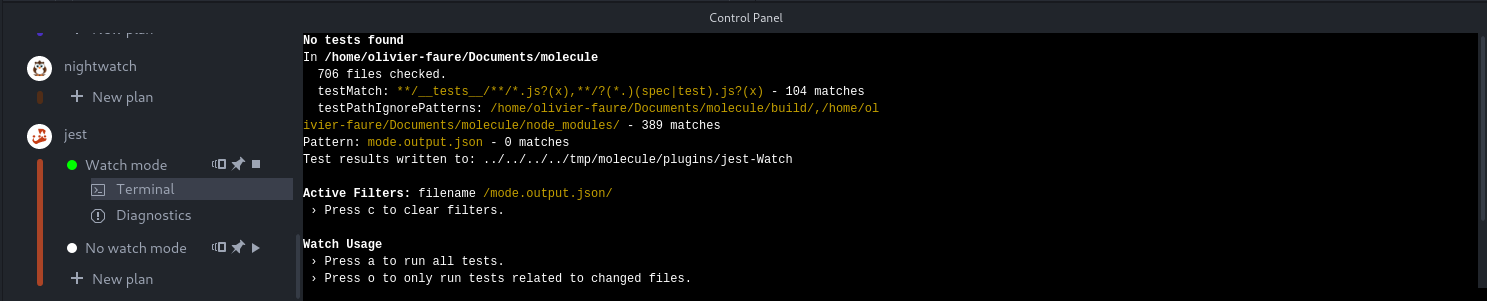 Control Panel
New plan
nightwatch
New plan
jest
Watch mode
Terminal
Diagnostics
No watch mode
New plan
No tests found
In /home/olivier-faure/Documents/molecule
706 files checked.
testMatch: **/__tests__/**/*.js?(x),**/?(*.)(spec|test).js?(x) - 104 matches
testPathIgnorePatterns: /home/olivier-faure/Documents/molecule/build/,/home/ol
ivier-faure/Documents/molecule/node_modules/ - 389 matches
Pattern: mode.output.json - 0 matches
Test results written to: ../../../../tmp/molecule/plugins/jest-Watch
Active Filters: filename /mode.output.json/
› Press c to clear filters.
Watch Usage
› Press a to run all tests.
› Press o to only run tests related to changed files.